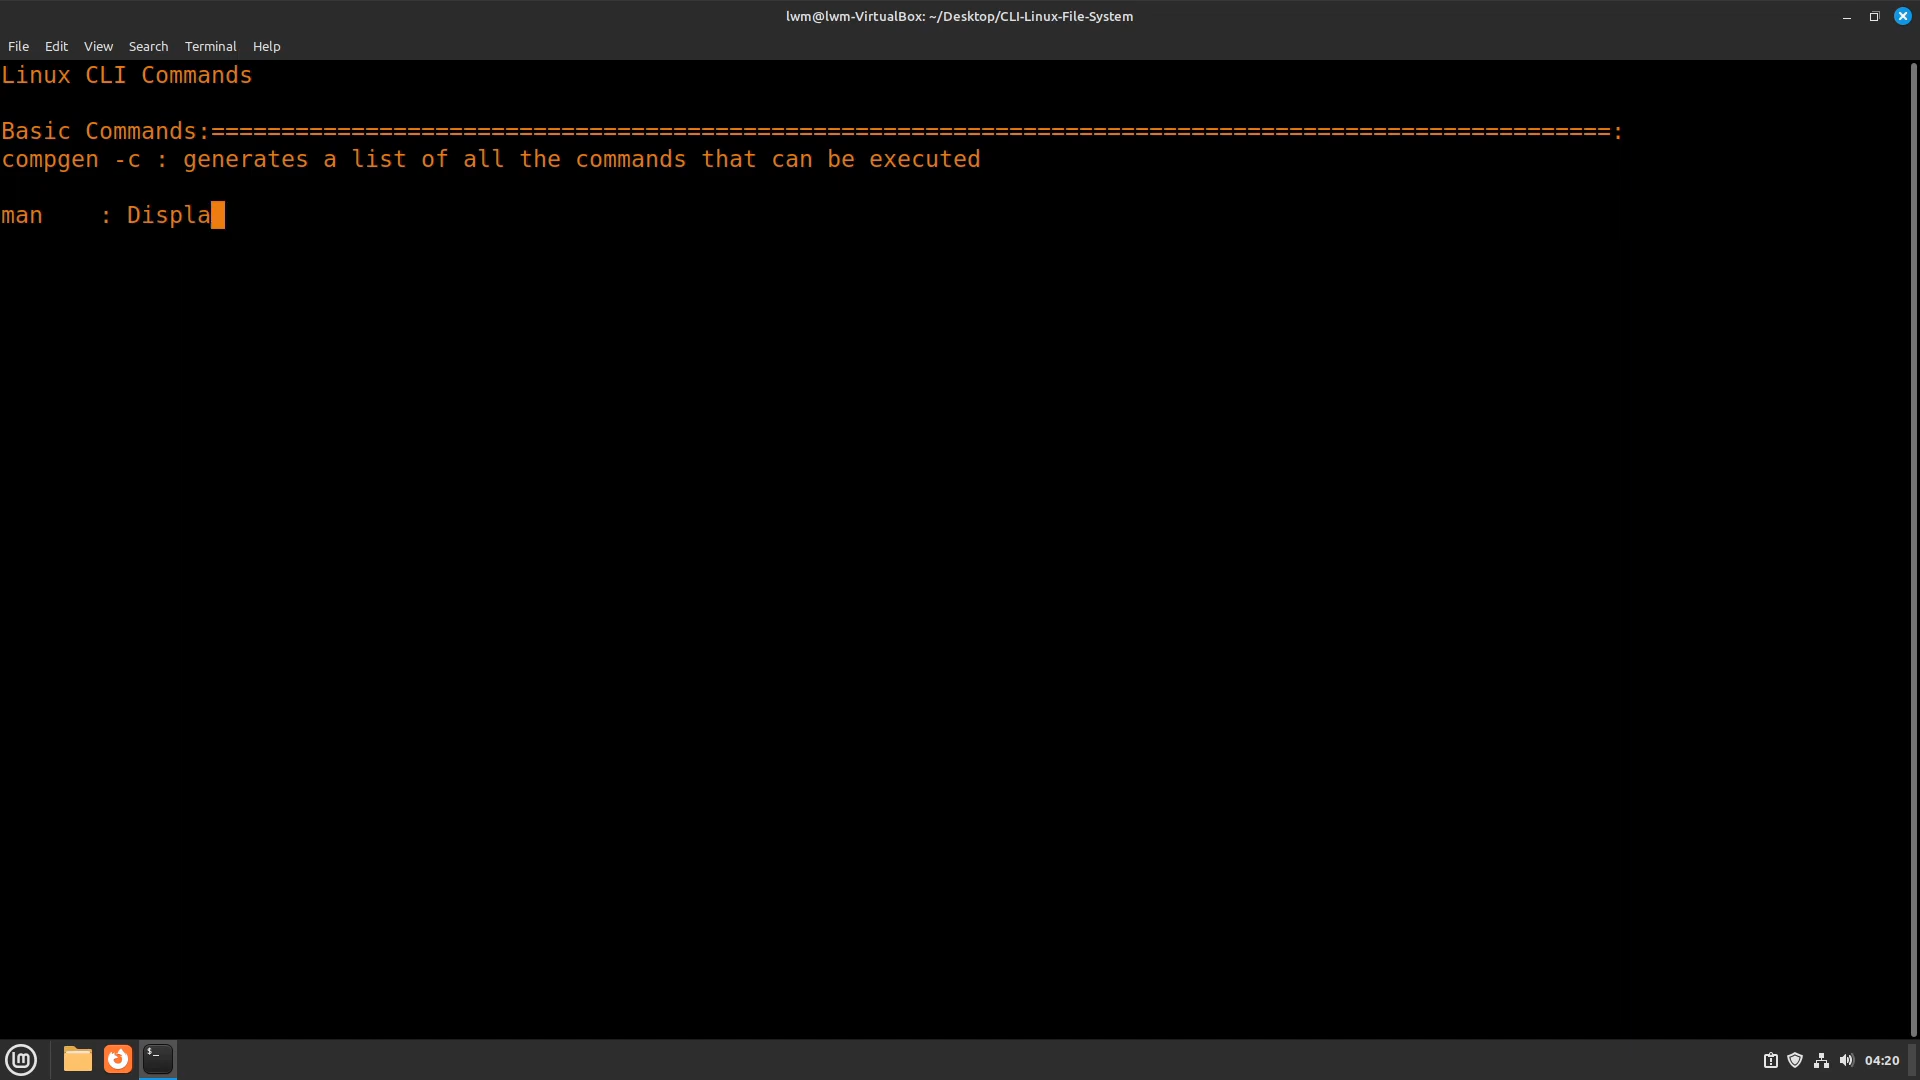 lwm@lwm-VirtualBox: ~/Desktop/CLI-Linux-File-System
File Edit View Search Terminal Help
Linux CLI Commands
Basic Commands:====================================================================================================:
compgen -c : generates a list of all the commands that can be executed
man    : Displa
$_
04:20